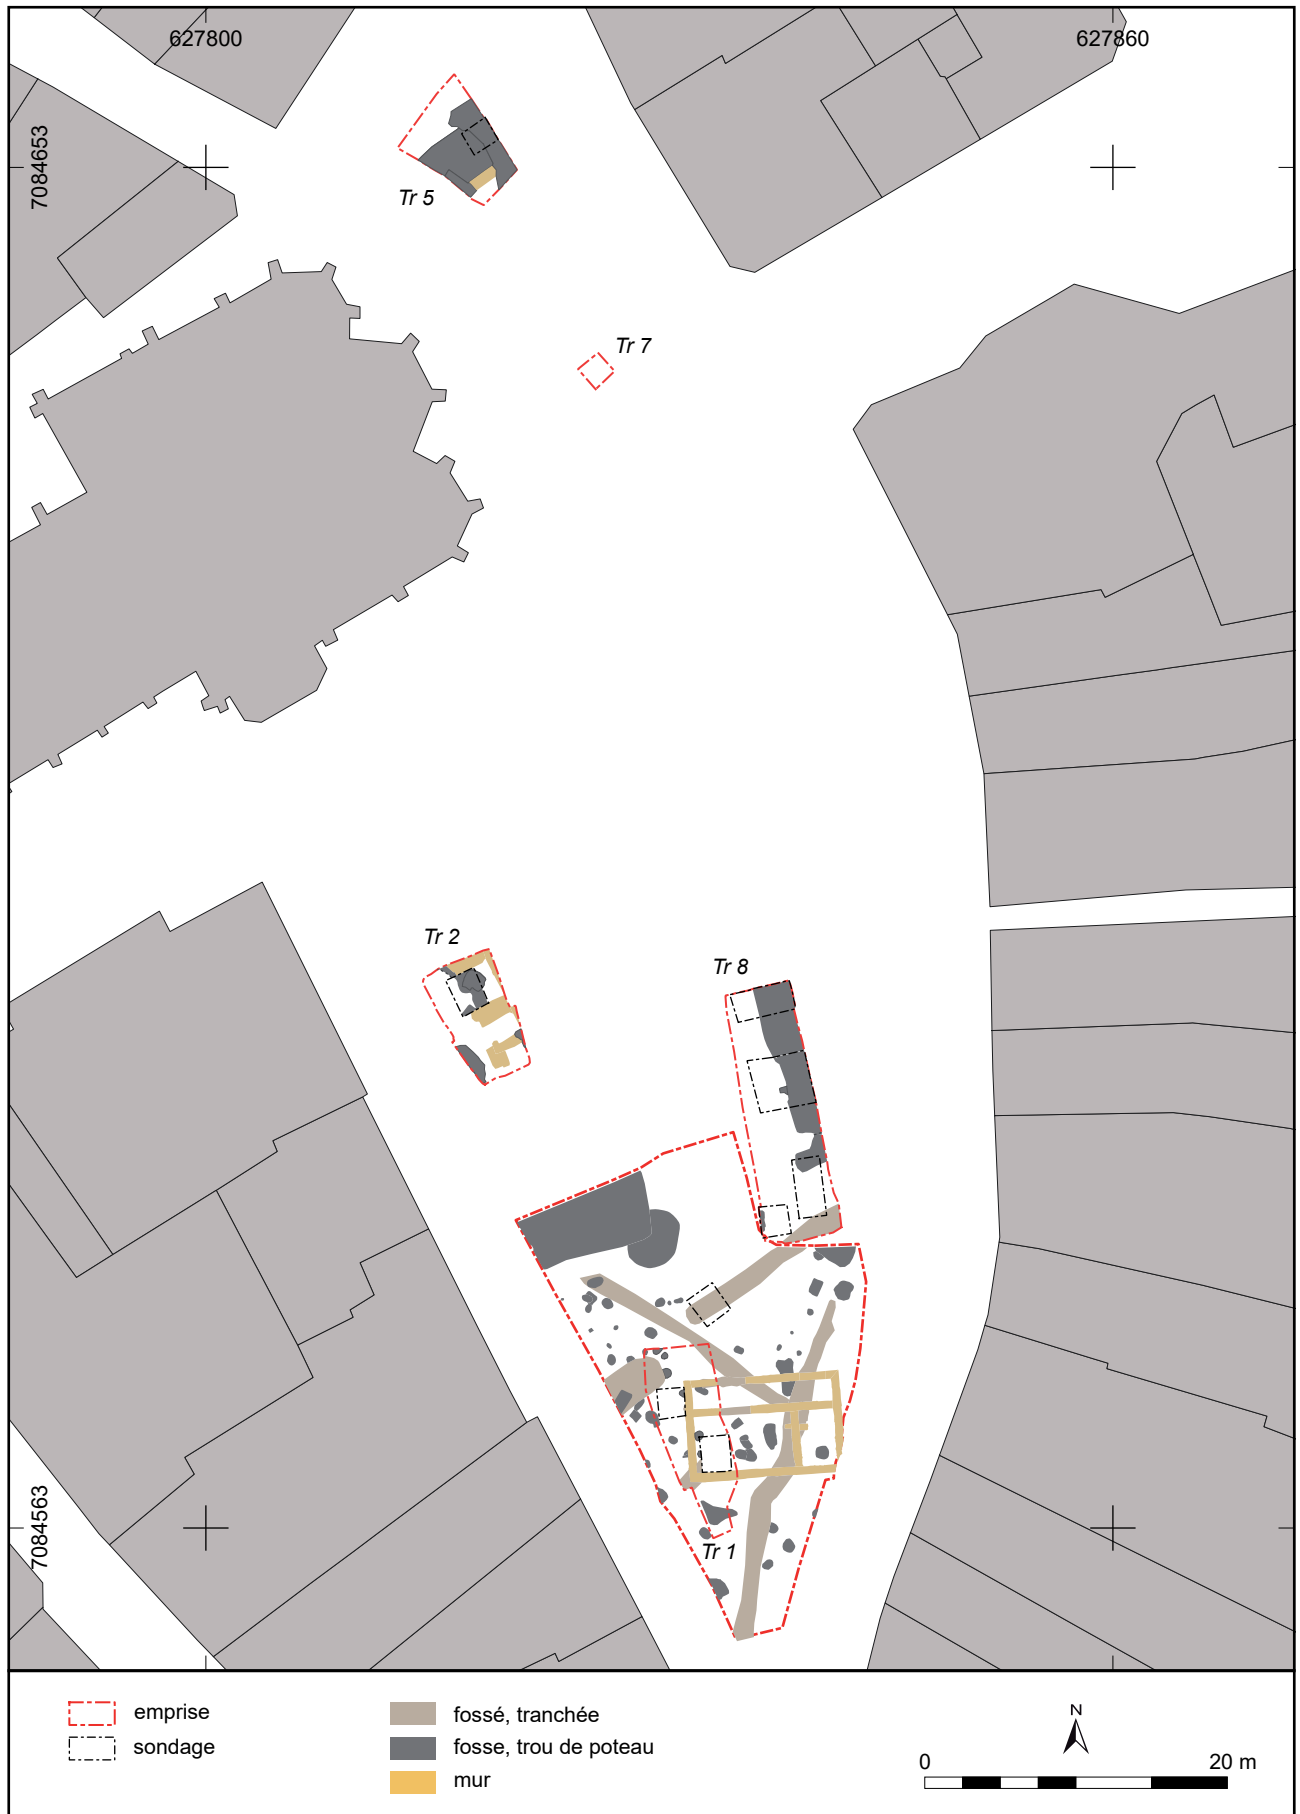 627800
627860
7084653
Tr 5
Tr 7
Tr 2
Tr 8
7084563
Tr 1
emprise
sondage
fossé, tranchée
fosse, trou de poteau
mur
N
0 20 m